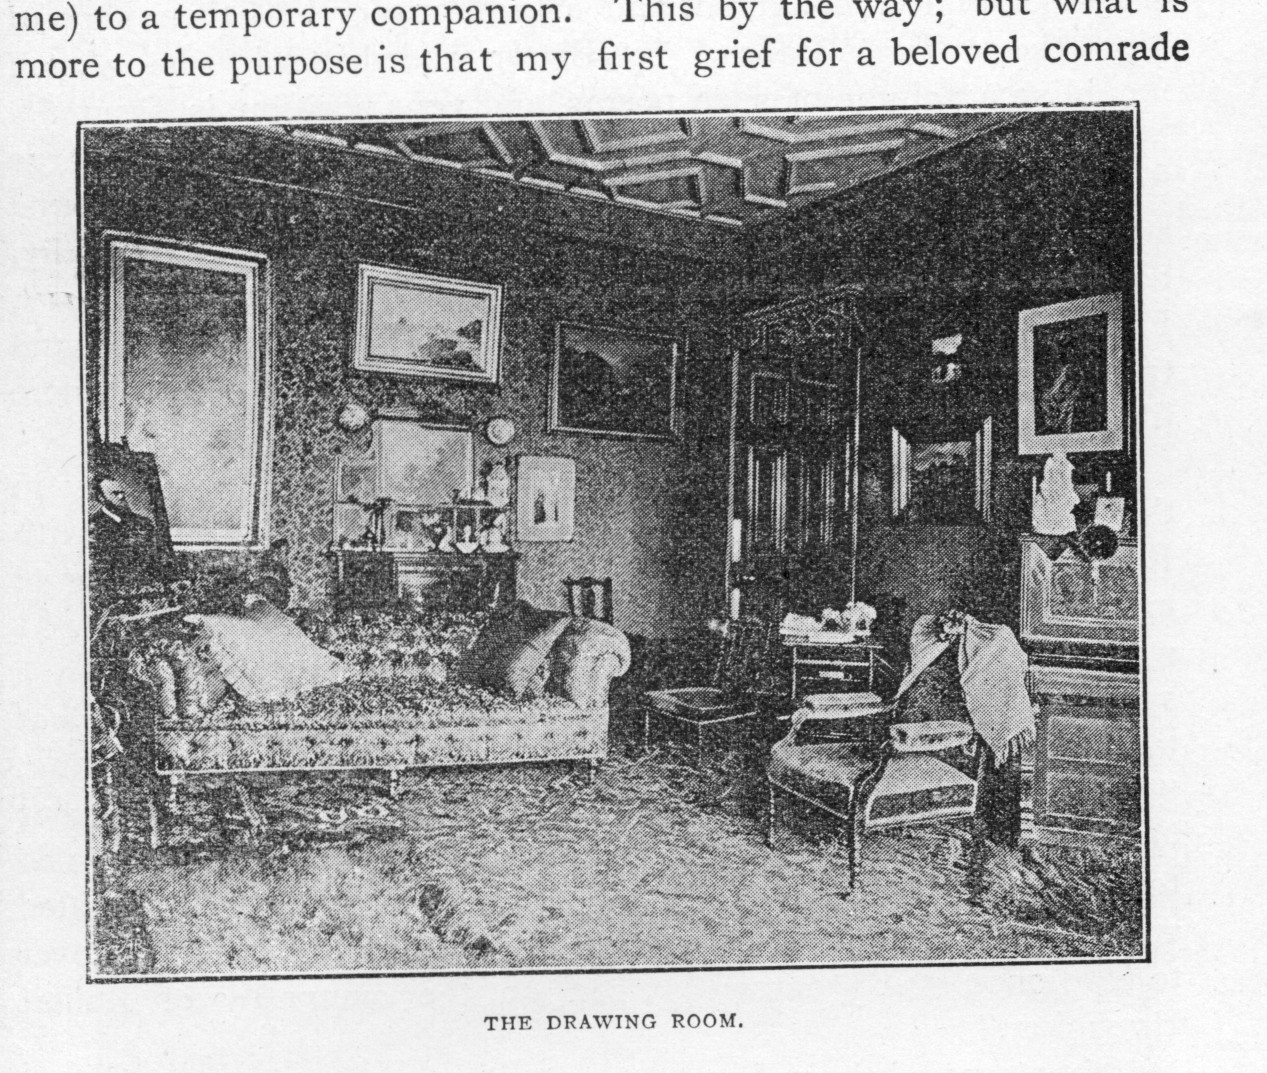 me) to a temporary companion. This by the way; but what is
more to the purpose is that my first grief for a beloved comrade
THE DRAWING ROOM.